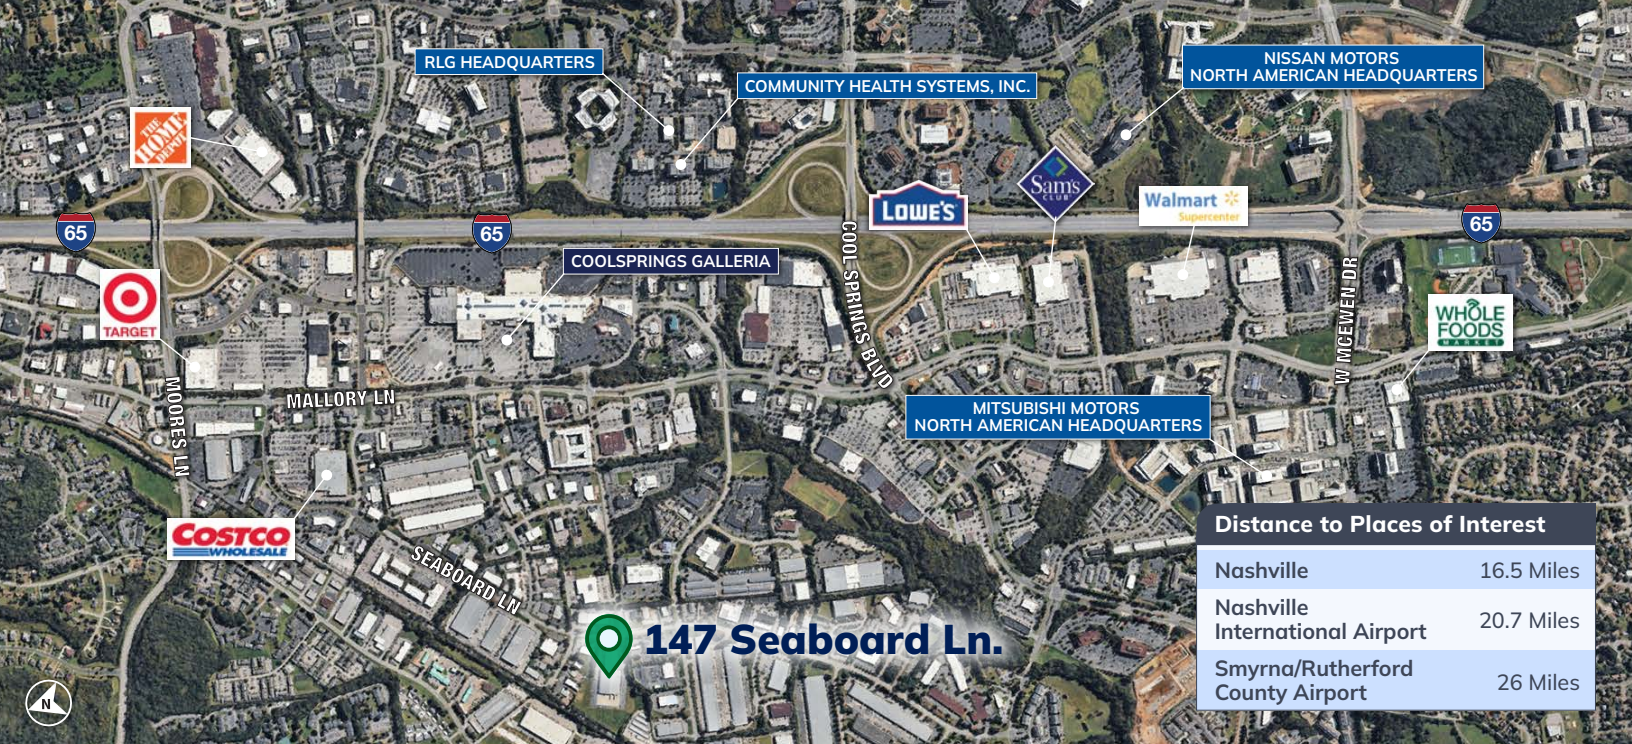 RLG HEADQUARTERS
COMMUNITY HEALTH SYSTEMS, INC.
NISSAN MOTORS
NORTH AMERICAN HEADQUARTERS
THE
HOME
DEPOT
Sam's
CLUB
LOWE'S
Walmart
Supercenter
65
65
65
COOLSPRINGS GALLERIA
COOL SPRINGS BLVD
W MCEWEN DR
TARGET
WHOLE
FOODS
MARKET
MOORES LN
MALLORY LN
MITSUBISHI MOTORS
NORTH AMERICAN HEADQUARTERS
COSTCO
WHOLESALE
SEABOARD LN
147 Seaboard Ln.
N
Distance to Places of Interest
Nashville 16.5 Miles
Nashville
International Airport 20.7 Miles
Smyrna/Rutherford
County Airport 26 Miles